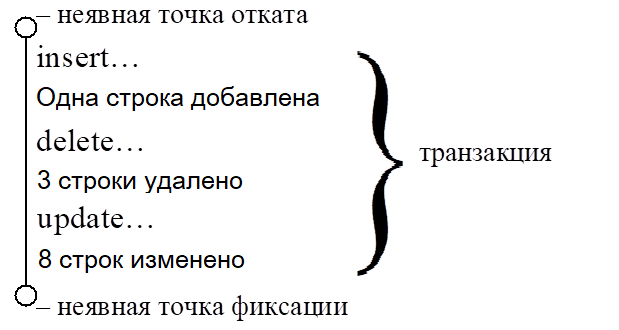 – неявная точка отката
insert…
Одна строка добавлена
delete…
транзакция
3 строки удалено
update…
8 строк изменено
– неявная точка фиксации